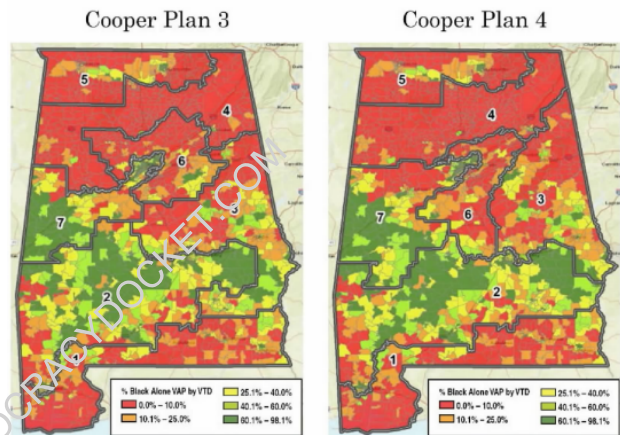 Cooper Plan 3
Cooper Plan 4
5
4
6
7
3
2
1
% Black Alone VAP by VTD
0.0% – 10.0%
10.1% – 25.0%
25.1% – 40.0%
40.1% – 60.0%
60.1% – 98.1%
5
4
7
6
3
2
1
% Black Alone VAP by VTD
0.0% – 10.0%
10.1% – 25.0%
25.1% – 40.0%
40.1% – 60.0%
60.1% – 98.1%
OCRACYDOCKET.COM